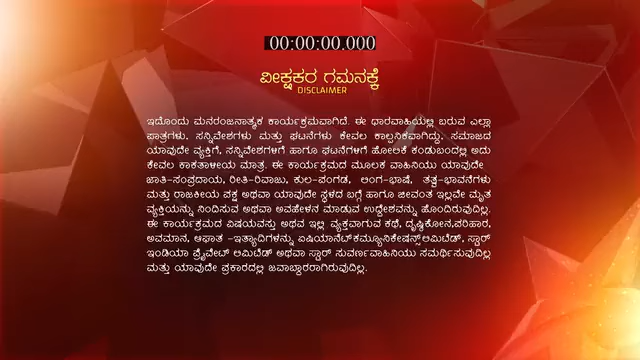 00:00:00.000
ವೀಕ್ಷಕರ ಗಮನಕ್ಕೆ
DISCLAIMER
ಇದೊಂದು ಮನರಂಜನಾತ್ಮಕ ಕಾರ್ಯಕ್ರಮವಾಗಿದೆ. ಈ ಧಾರವಾಹಿಯಲ್ಲಿ ಬರುವ ಎಲ್ಲಾ
ಪಾತ್ರಗಳು, ಸನ್ನಿವೇಶಗಳು ಮತ್ತು ಘಟನೆಗಳು ಕೇವಲ ಕಾಲ್ಪನಿಕವಾಗಿದ್ದು, ಸಮಾಜದ
ಯಾವುದೇ ವ್ಯಕ್ತಿಗೆ, ಸನ್ನಿವೇಶಗಳಿಗೆ ಹಾಗೂ ಘಟನೆಗಳಿಗೆ ಹೋಲಿಕೆ ಕಂಡುಬಂದಲ್ಲಿ ಅದು
ಕೇವಲ ಕಾಕತಾಳೀಯ ಮಾತ್ರ. ಈ ಕಾರ್ಯಕ್ರಮದ ಮೂಲಕ ವಾಹಿನಿಯು ಯಾವುದೇ
ಜಾತಿ-ಸಂಪ್ರದಾಯ, ರೀತಿ-ರಿವಾಜು, ಕುಲ-ಪಂಗಡ, ಲಿಂಗ-ಭಾಷೆ, ತತ್ವ-ಭಾವನೆಗಳು
ಮತ್ತು ರಾಜಕೀಯ ಪಕ್ಷ ಅಥವಾ ಯಾವುದೇ ಸ್ಥಳದ ಬಗ್ಗೆ ಹಾಗೂ ಜೀವಂತ ಇಲ್ಲವೇ ಮೃತ
ವ್ಯಕ್ತಿಯನ್ನು ನಿಂದಿಸುವ ಅಥವಾ ಅವಹೇಳನ ಮಾಡುವ ಉದ್ದೇಶವನ್ನು ಹೊಂದಿರುವುದಿಲ್ಲ.
ಈ ಕಾರ್ಯಕ್ರಮದ ವಿಷಯವಸ್ತು ಅಥವ ಇಲ್ಲಿ ವ್ಯಕ್ತವಾಗುವ ಕಥೆ, ದೃಷ್ಟಿಕೋನ,ಪರಿಹಾರ,
ಅವಮಾನ, ಆಘಾತ -ಇತ್ಯಾದಿಗಳನ್ನು ಏಷಿಯಾನೆಟ್ ಕಮ್ಯೂನಿಕೇಷನ್ಸ್ ಲಿಮಿಟೆಡ್, ಸ್ಟಾರ್
ಇಂಡಿಯಾ ಪ್ರೈವೇಟ್ ಲಿಮಿಟೆಡ್ ಅಥವಾ ಸ್ಟಾರ್ ಸುವರ್ಣವಾಹಿನಿಯು ಸಮರ್ಥಿಸುವುದಿಲ್ಲ
ಮತ್ತು ಯಾವುದೇ ಪ್ರಕಾರದಲ್ಲಿ ಜವಾಬ್ದಾರರಾಗಿರುವುದಿಲ್ಲ.